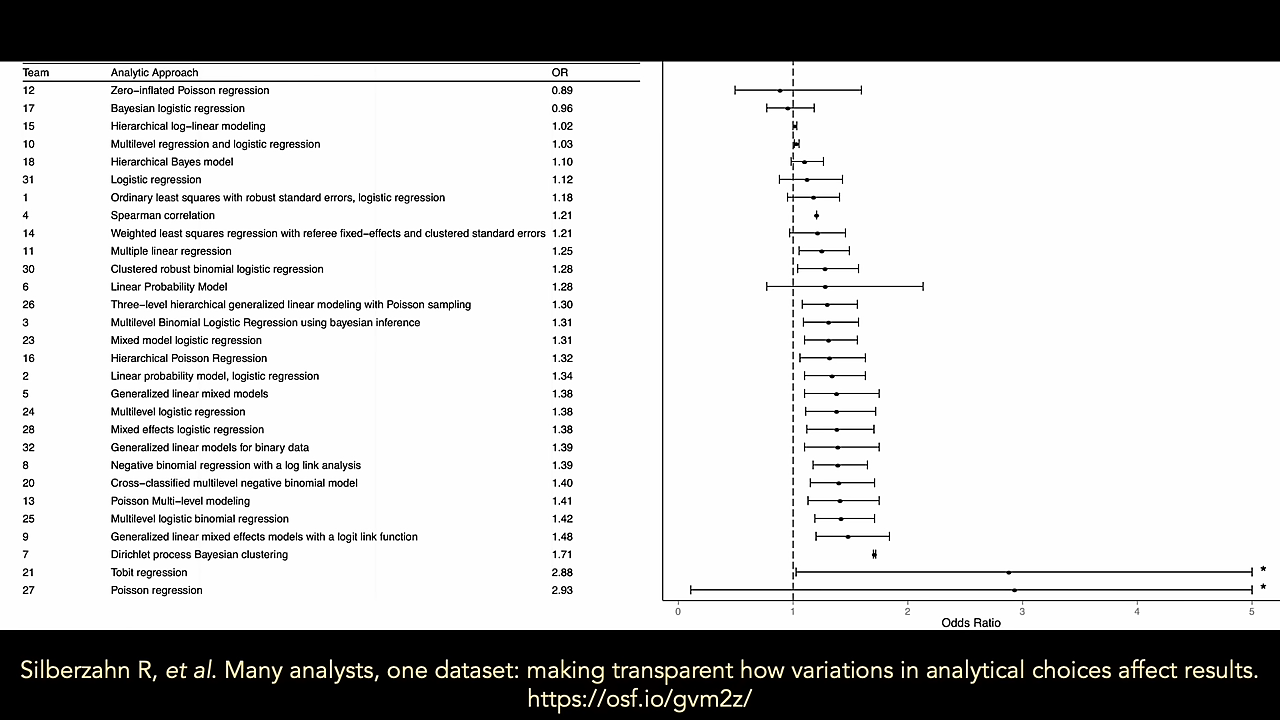 Team Analytic Approach OR
12 Zero−inflated Poisson regression 0.89
17 Bayesian logistic regression 0.96
15 Hierarchical log−linear modeling 1.02
10 Multilevel regression and logistic regression 1.03
18 Hierarchical Bayes model 1.10
31 Logistic regression 1.12
1 Ordinary least squares with robust standard errors, logistic regression 1.18
4 Spearman correlation 1.21
14 Weighted least squares regression with referee fixed−effects and clustered standard errors 1.21
11 Multiple linear regression 1.25
30 Clustered robust binomial logistic regression 1.28
6 Linear Probability Model 1.28
26 Three−level hierarchical generalized linear modeling with Poisson sampling 1.30
3 Multilevel Binomial Logistic Regression using bayesian inference 1.31
23 Mixed model logistic regression 1.31
16 Hierarchical Poisson Regression 1.32
2 Linear probability model, logistic regression 1.34
5 Generalized linear mixed models 1.38
24 Multilevel logistic regression 1.38
28 Mixed effects logistic regression 1.38
32 Generalized linear models for binary data 1.39
8 Negative binomial regression with a log link analysis 1.39
20 Cross−classified multilevel negative binomial model 1.40
13 Poisson Multi−level modeling 1.41
25 Multilevel logistic binomial regression 1.42
9 Generalized linear mixed effects models with a logit link function 1.48
7 Dirichlet process Bayesian clustering 1.71
21 Tobit regression 2.88 *
27 Poisson regression 2.93 *
0 1 2 3 4 5
Odds Ratio
Silberzahn R, et al. Many analysts, one dataset: making transparent how variations in analytical choices affect results.
https://osf.io/gvm2z/